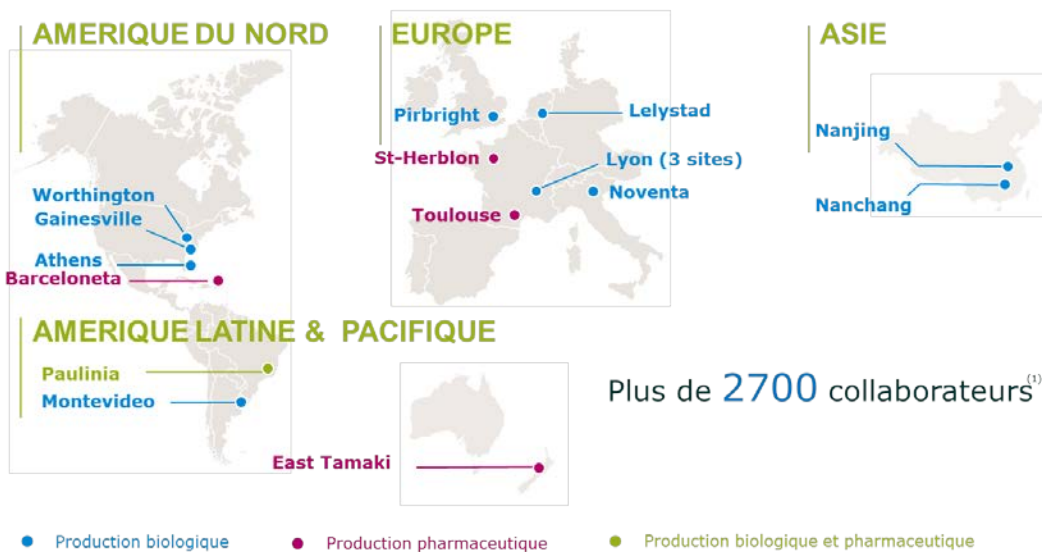 AMERIQUE DU NORD
Worthington
Gainesville
Athens
Barceloneta
EUROPE
Pirbright
Lelystad
St-Herblon
Lyon (3 sites)
Noventa
Toulouse
ASIE
Nanjing
Nanchang
AMERIQUE LATINE & PACIFIQUE
Paulinia
Montevideo
East Tamaki
Plus de 2700 collaborateurs(1)
Production biologique
Production pharmaceutique
Production biologique et pharmaceutique